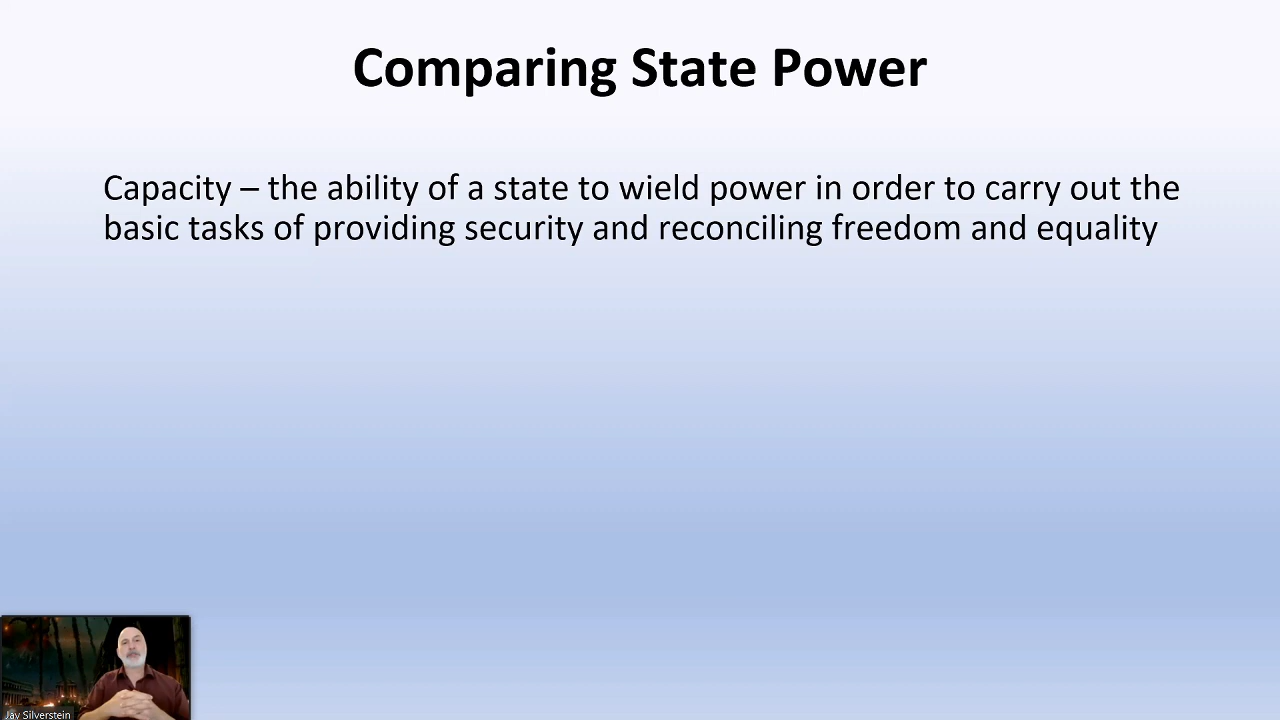 Comparing State Power
Capacity – the ability of a state to wield power in order to carry out the
basic tasks of providing security and reconciling freedom and equality
Jay Silverstein